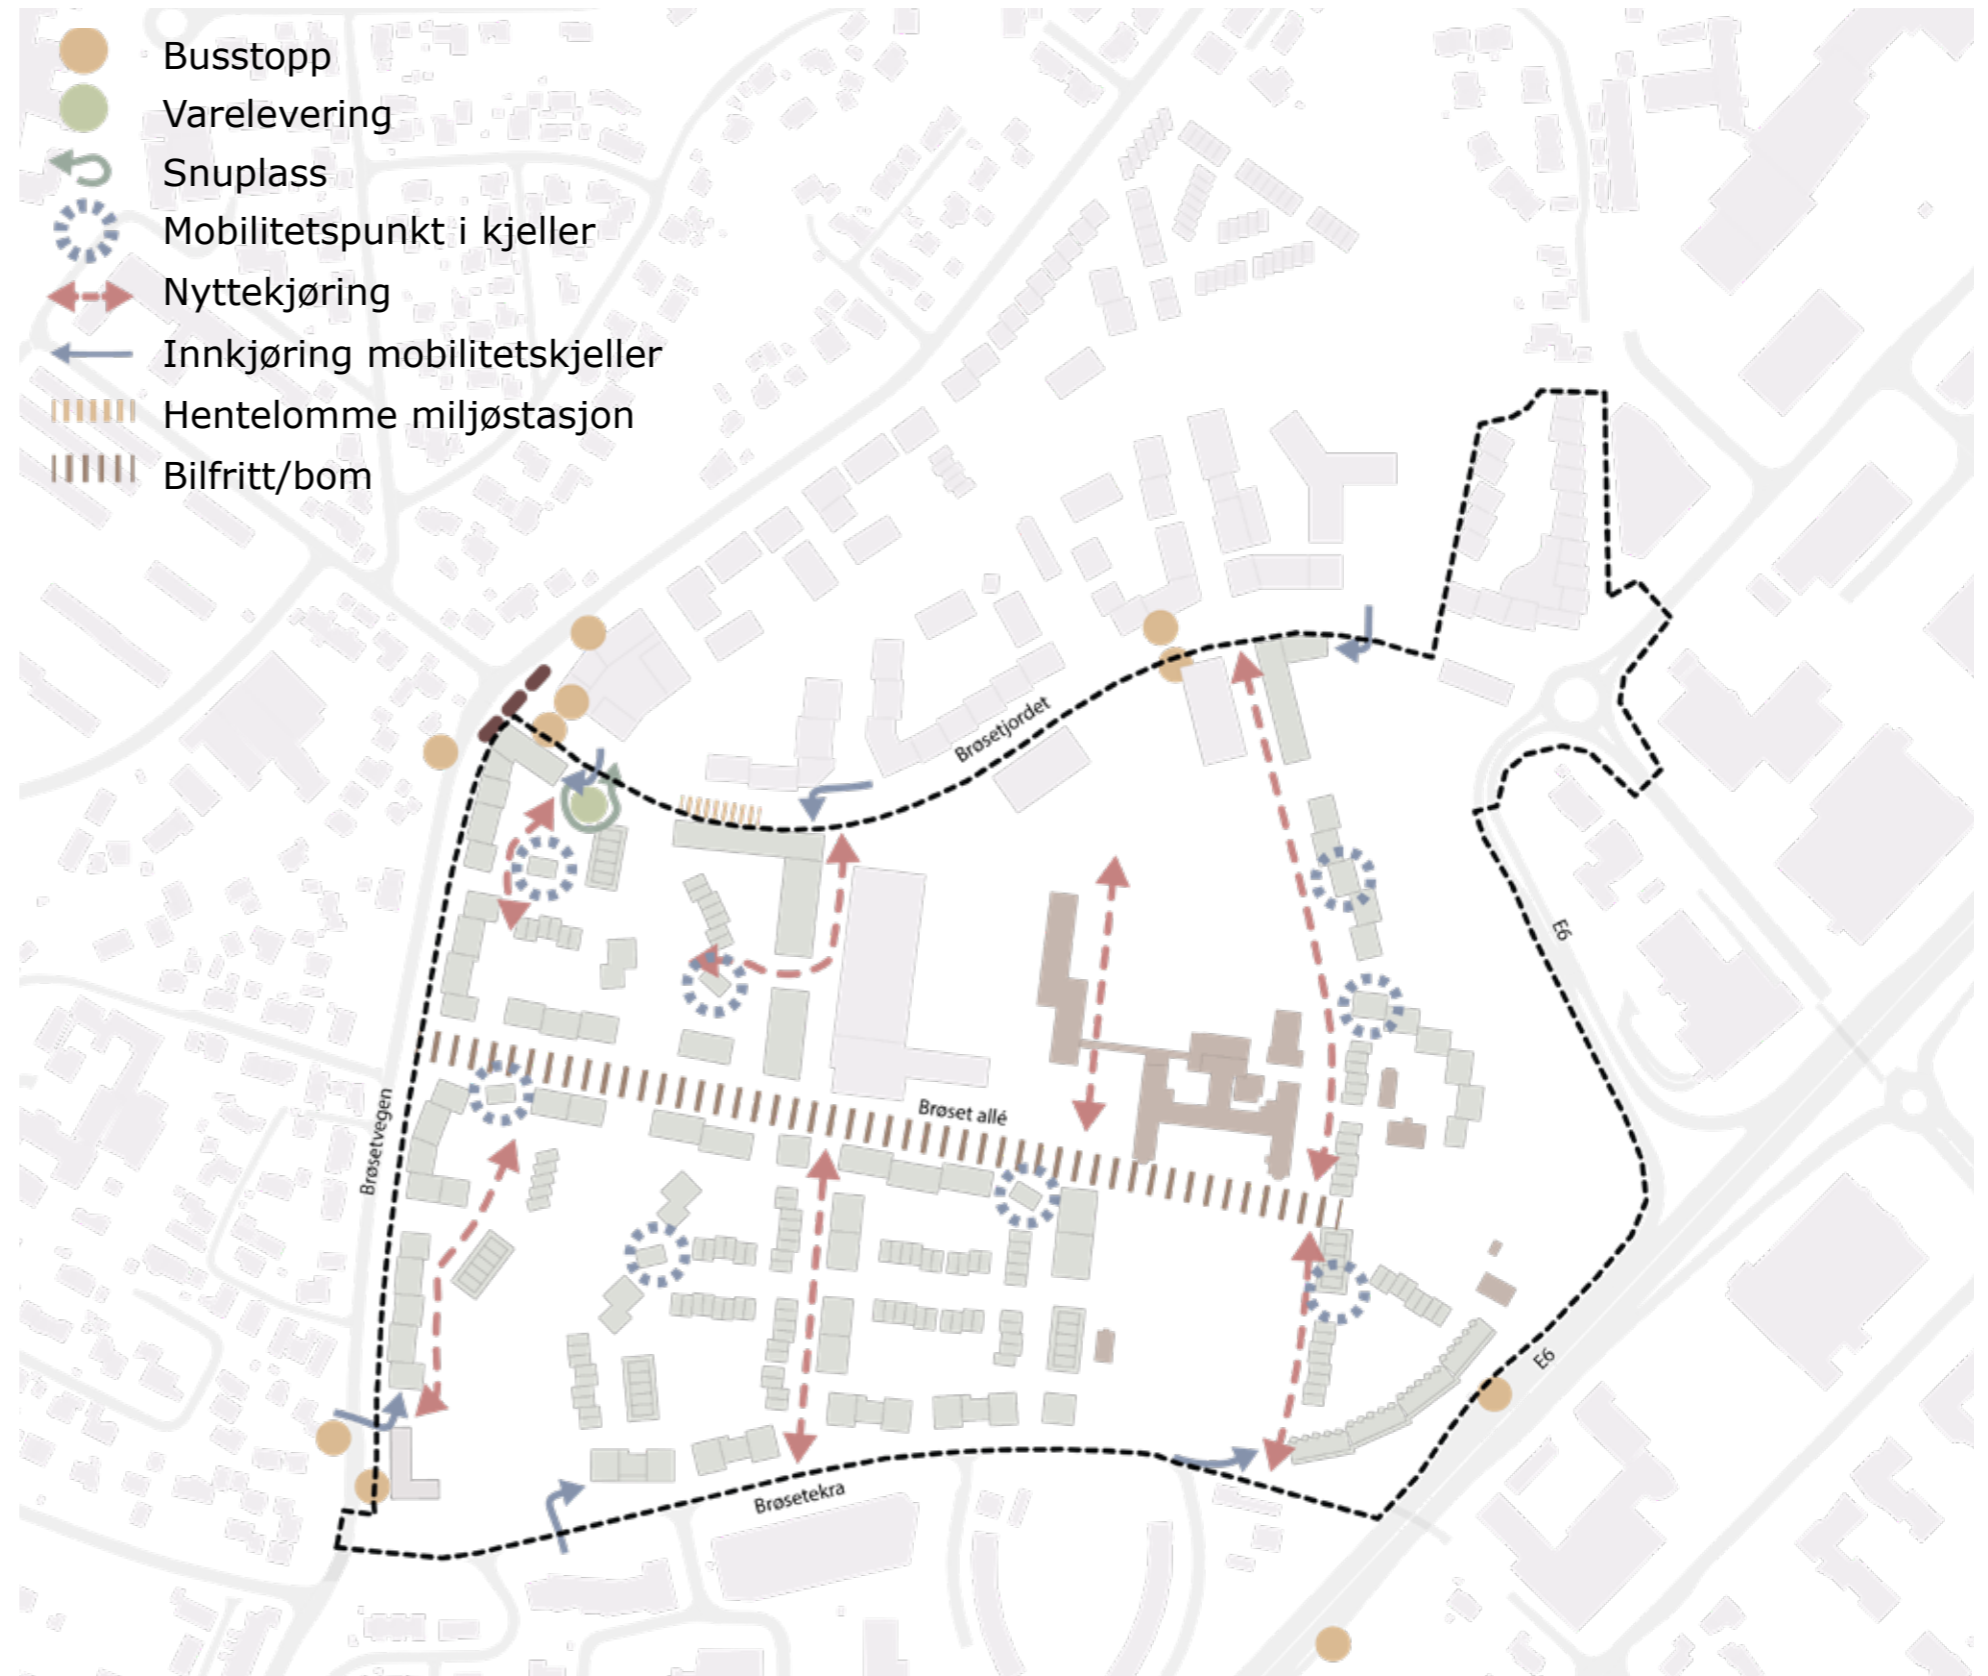 Busstopp
Varelevering
Snuplass
Mobilitetspunkt i kjeller
Nyttekjøring
Innkjøring mobilitetskjeller
Hentelomme miljøstasjon
Bilfritt/bom
Brøsetjordet
E6
Brøset allé
Brøsetvegen
E6
Brøsetekra